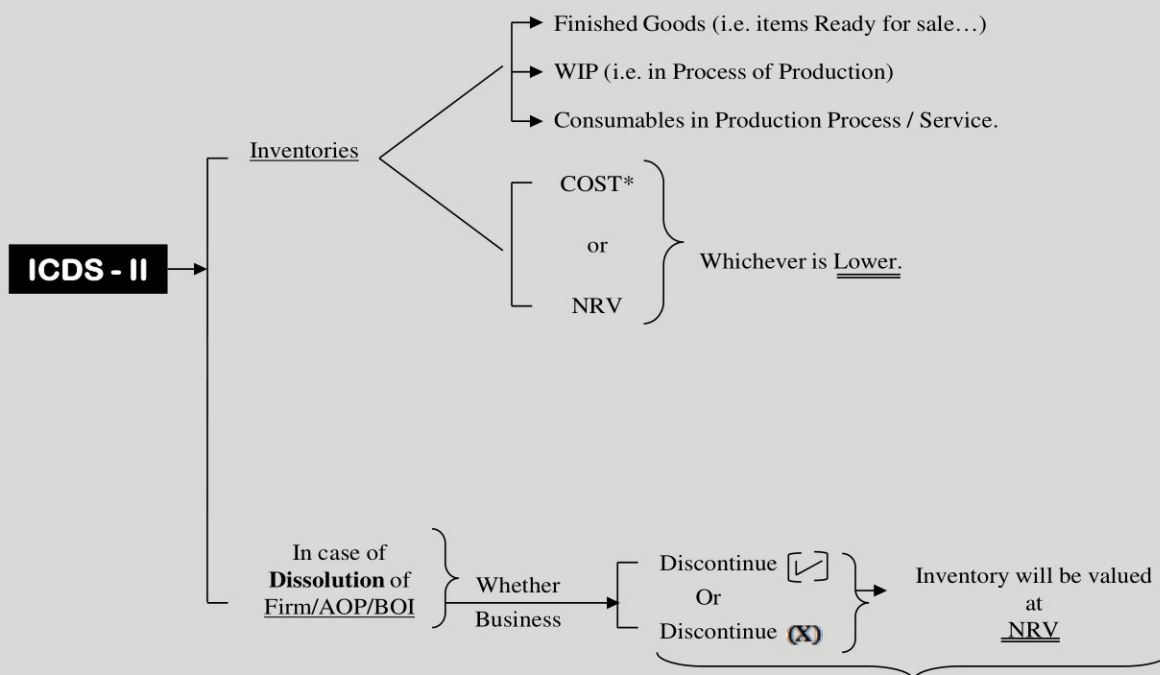 Finished Goods (i.e. items Ready for sale…)
WIP (i.e. in Process of Production)
Consumables in Production Process / Service.
Inventories
COST*
or
NRV
Whichever is Lower.
ICDS - II
In case of
Dissolution of
Firm/AOP/BOI
Whether
Business
Discontinue [✓]
Or
Discontinue (X)
Inventory will be valued
at
NRV